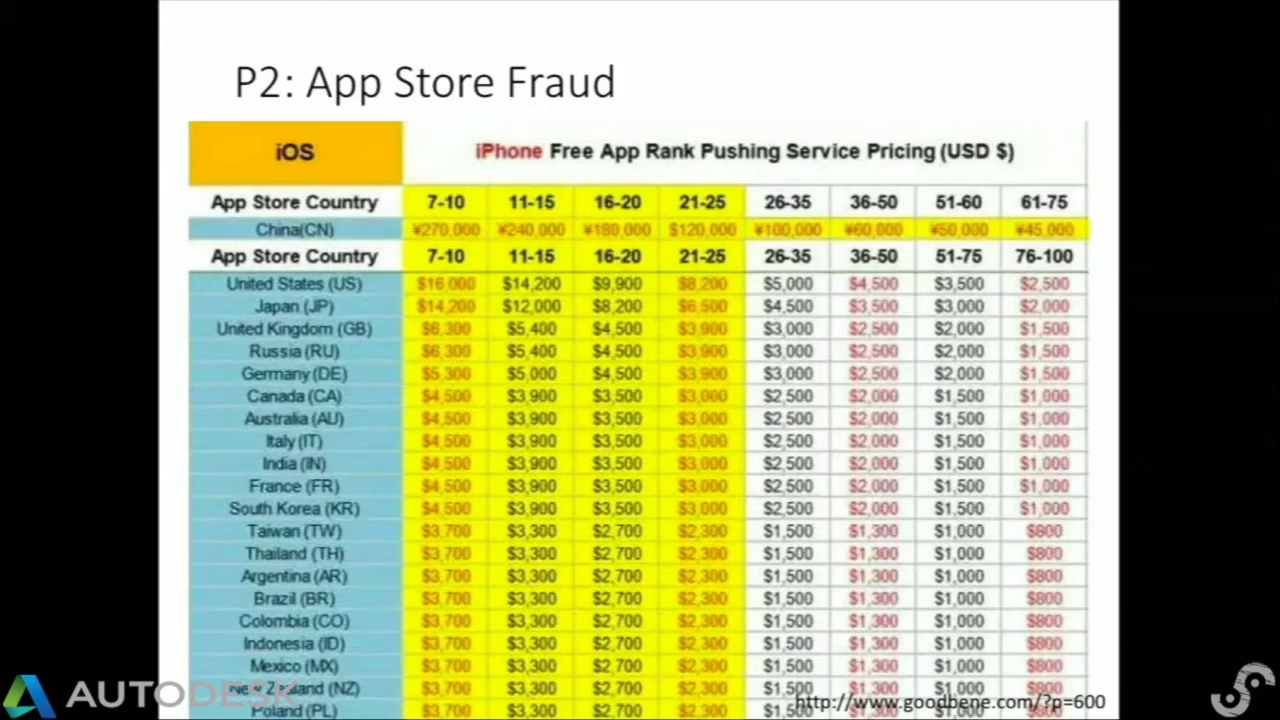 P2: App Store Fraud
iOS iPhone Free App Rank Pushing Service Pricing (USD $)
App Store Country 7-10 11-15 16-20 21-25 26-35 36-50 51-60 61-75
China(CN) ¥270,000 ¥240,000 ¥180,000 $120,000 ¥100,000 ¥60,000 ¥50,000 ¥45,000
App Store Country 7-10 11-15 16-20 21-25 26-35 36-50 51-75 76-100
United States (US) $16,000 $14,200 $9,900 $8,200 $5,000 $4,500 $3,500 $2,500
Japan (JP) $14,200 $12,000 $8,200 $6,500 $4,500 $3,500 $3,000 $2,000
United Kingdom (GB) $6,300 $5,400 $4,500 $3,900 $3,000 $2,500 $2,000 $1,500
Russia (RU) $6,300 $5,400 $4,500 $3,900 $3,000 $2,500 $2,000 $1,500
Germany (DE) $5,300 $5,000 $4,500 $3,900 $3,000 $2,500 $2,000 $1,500
Canada (CA) $4,500 $3,900 $3,500 $3,000 $2,500 $2,000 $1,500 $1,000
Australia (AU) $4,500 $3,900 $3,500 $3,000 $2,500 $2,000 $1,500 $1,000
Italy (IT) $4,500 $3,900 $3,500 $3,000 $2,500 $2,000 $1,500 $1,000
India (IN) $4,500 $3,900 $3,500 $3,000 $2,500 $2,000 $1,500 $1,000
France (FR) $4,500 $3,900 $3,500 $3,000 $2,500 $2,000 $1,500 $1,000
South Korea (KR) $4,500 $3,900 $3,500 $3,000 $2,500 $2,000 $1,500 $1,000
Taiwan (TW) $3,700 $3,300 $2,700 $2,300 $1,500 $1,300 $1,000 $800
Thailand (TH) $3,700 $3,300 $2,700 $2,300 $1,500 $1,300 $1,000 $800
Argentina (AR) $3,700 $3,300 $2,700 $2,300 $1,500 $1,300 $1,000 $800
Brazil (BR) $3,700 $3,300 $2,700 $2,300 $1,500 $1,300 $1,000 $800
Colombia (CO) $3,700 $3,300 $2,700 $2,300 $1,500 $1,300 $1,000 $800
Indonesia (ID) $3,700 $3,300 $2,700 $2,300 $1,500 $1,300 $1,000 $800
Mexico (MX) $3,700 $3,300 $2,700 $2,300 $1,500 $1,300 $1,000 $800
New Zealand (NZ) $3,700 $3,300 $2,700 $2,300 $1,500 $1,300 $1,000 $800
Poland (PL) $3,700 $3,300 $2,700 $2,300 $1,500 $1,300 $1,000 $800
http://www.goodbene.com/?p=600
AUTODESK